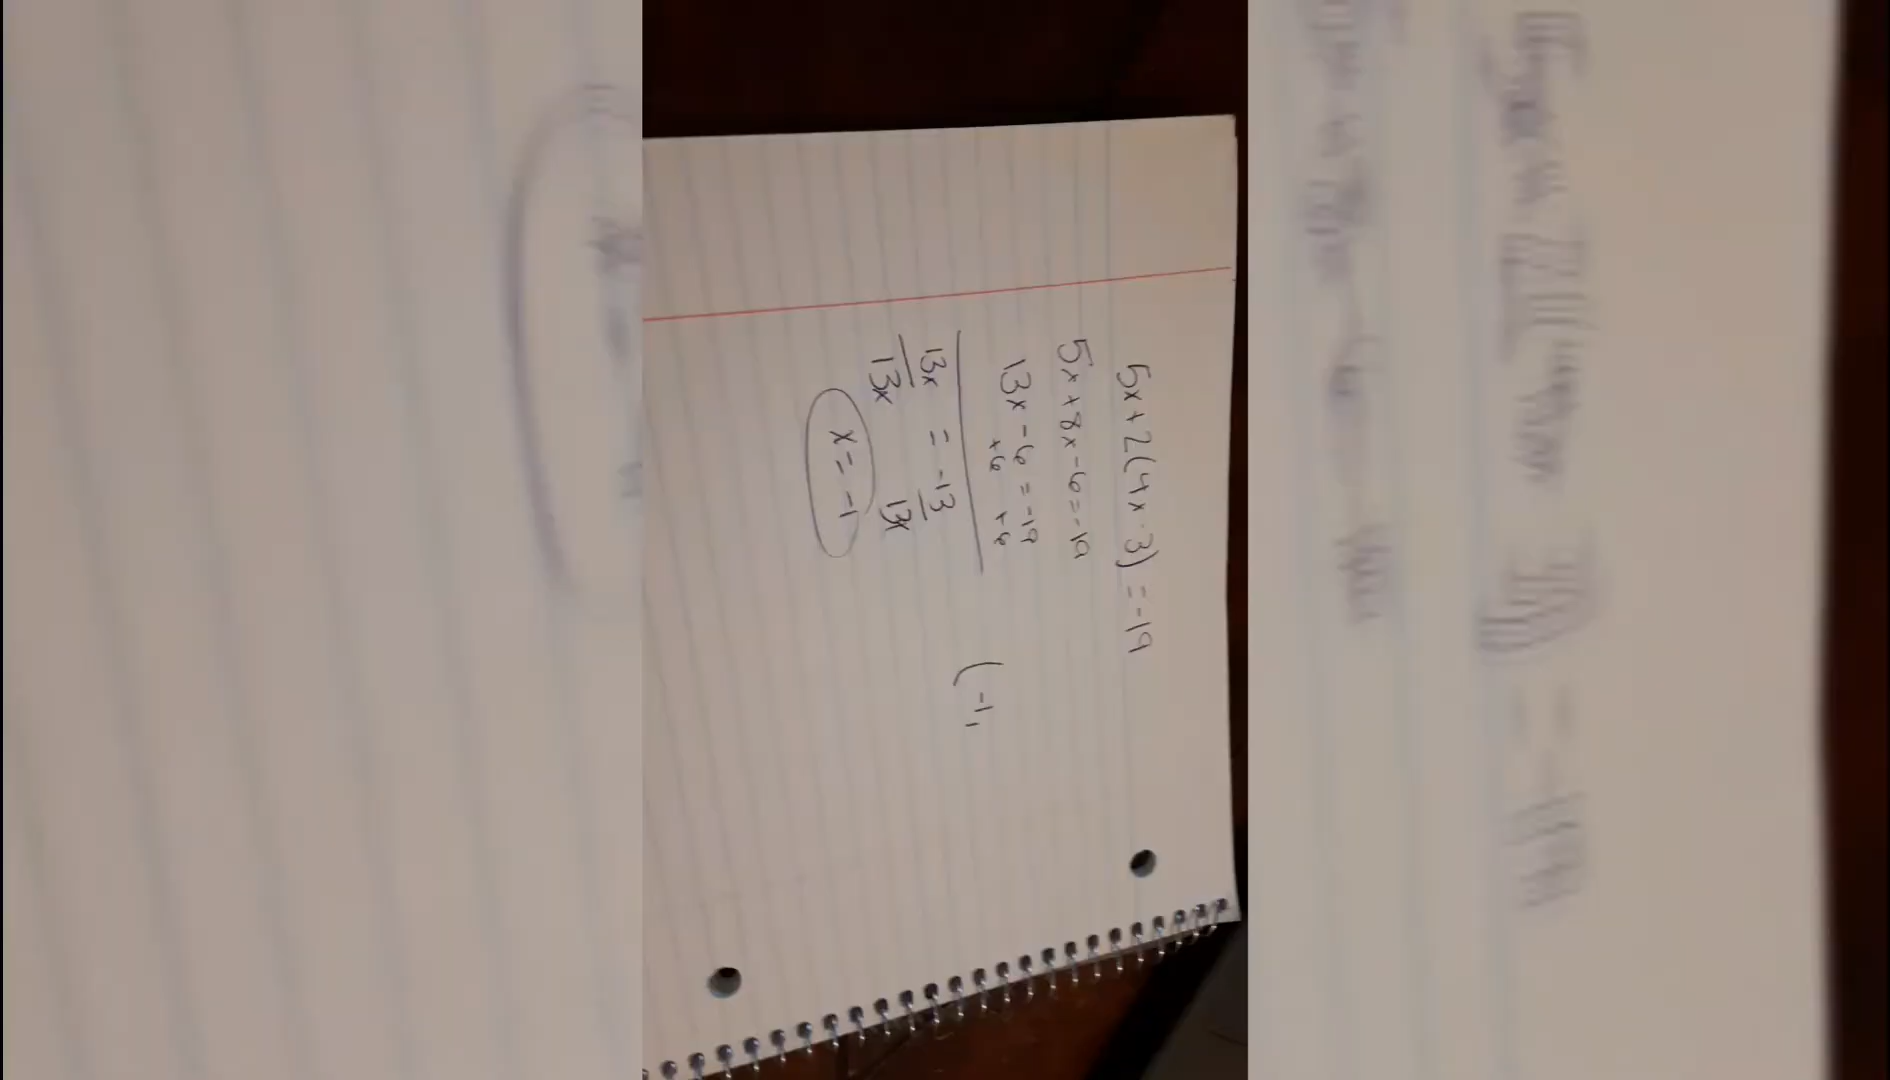 5x+2(4x-3)=-19
5x+8x-6=-19
13x-6=-19
+6 +6
13x = -13
13x 13x
x=-1
(-1,